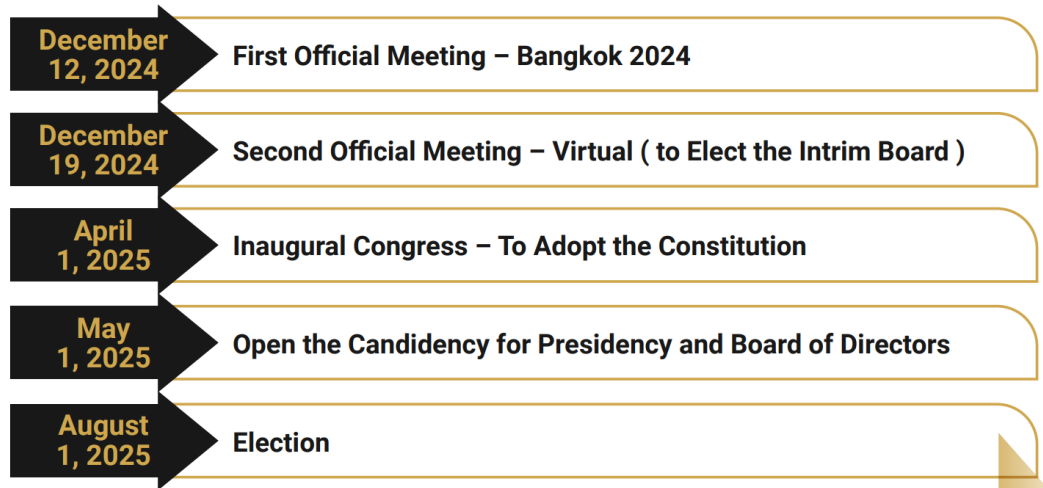 December
12, 2024
First Official Meeting – Bangkok 2024
December
19, 2024
Second Official Meeting – Virtual ( to Elect the Intrim Board )
April
1, 2025
Inaugural Congress – To Adopt the Constitution
May
1, 2025
Open the Candidency for Presidency and Board of Directors
August
1, 2025
Election